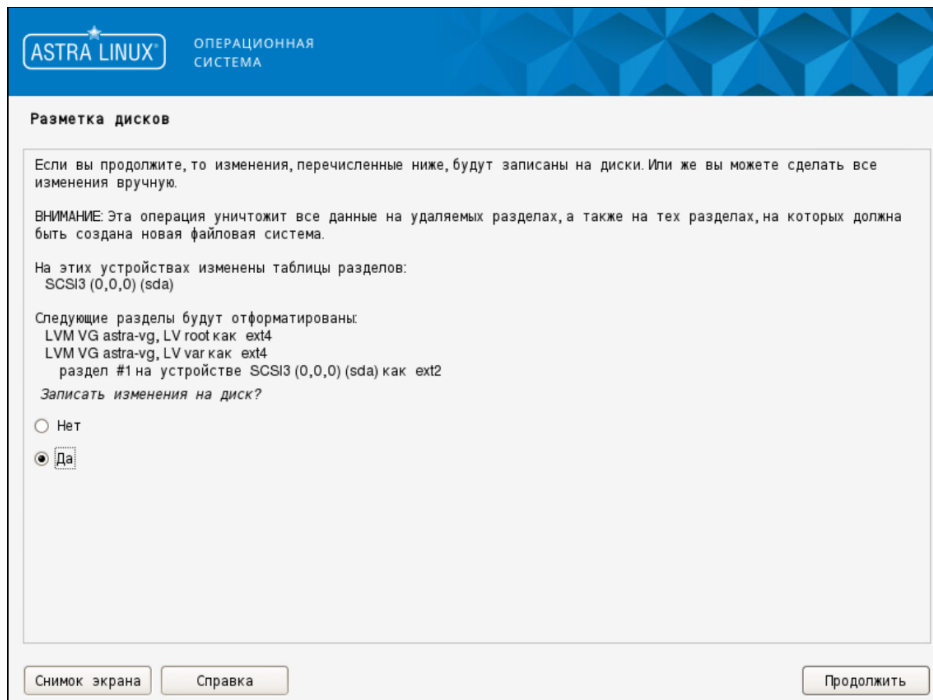 ASTRA LINUX®
ОПЕРАЦИОННАЯ
СИСТЕМА
Разметка дисков
Если вы продолжите, то изменения, перечисленные ниже, будут записаны на диски. Или же вы можете сделать все
изменения вручную.
ВНИМАНИЕ: Эта операция уничтожит все данные на удаляемых разделах, а также на тех разделах, на которых должна
быть создана новая файловая система.
На этих устройствах изменены таблицы разделов:
SCSI3 (0,0,0) (sda)
Следующие разделы будут отформатированы:
LVM VG astra-vg, LV root как ext4
LVM VG astra-vg, LV var как ext4
раздел #1 на устройстве SCSI3 (0,0,0) (sda) как ext2
Записать изменения на диск?
Нет
Да
Снимок экрана
Справка
Продолжить